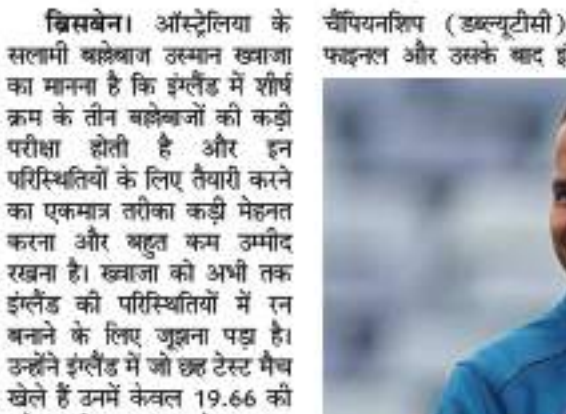 ब्रिसबेन। ऑस्ट्रेलिया के
सलामी बल्लेबाज उस्मान ख्वाजा
का मानना है कि इंग्लैंड में शीर्ष
क्रम के तीन बल्लेबाजों की कड़ी
परीक्षा होती है और इन
परिस्थितियों के लिए तैयारी करने
का एकमात्र तरीका कड़ी मेहनत
करना और बहुत कम उम्मीद
रखना है। ख्वाजा को अभी तक
इंग्लैंड की परिस्थितियों में रन
बनाने के लिए जूझना पड़ा है।
उन्होंने इंग्लैंड में जो छह टेस्ट मैच
खेले हैं उनमें केवल 19.66 की
चैंपियनशिप (डब्ल्यूटीसी)
फाइनल और उसके बाद